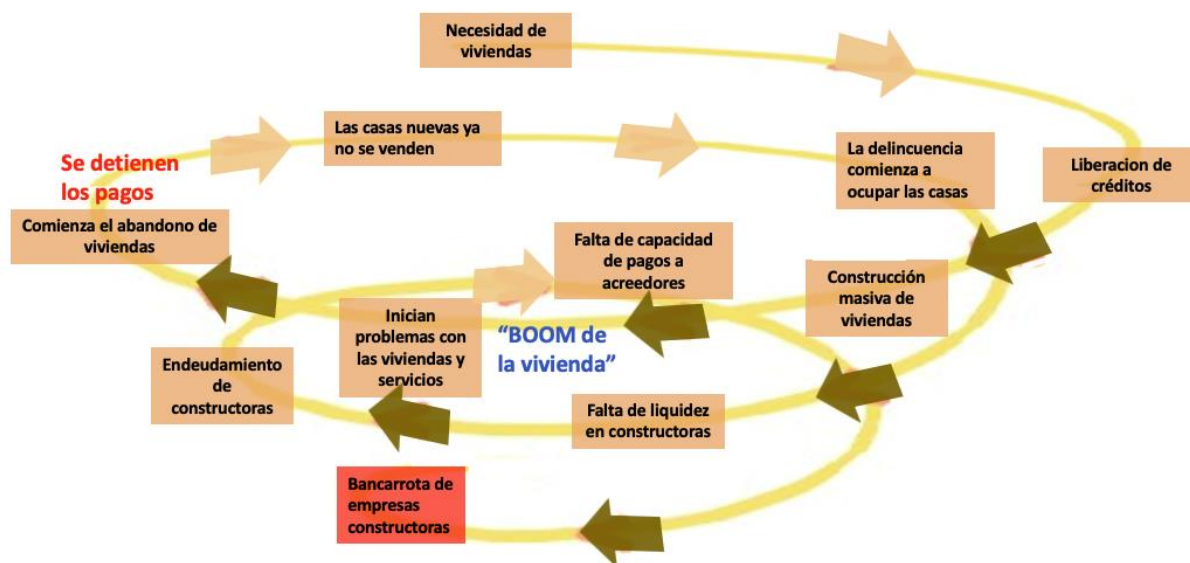 Necesidad de
viviendas
Las casas nuevas ya
no se venden
La delincuencia
comienza a
ocupar las casas
Liberacion de
créditos
Se detienen
los pagos
Comienza el abandono de
viviendas
Falta de capacidad
de pagos a
acreedores
Construcción
masiva de
viviendas
Inician
problemas con
las viviendas y
servicios
“BOOM de
la vivienda”
Endeudamiento
de
constructoras
Falta de liquidez
en constructoras
Bancarrota de
empresas
constructoras